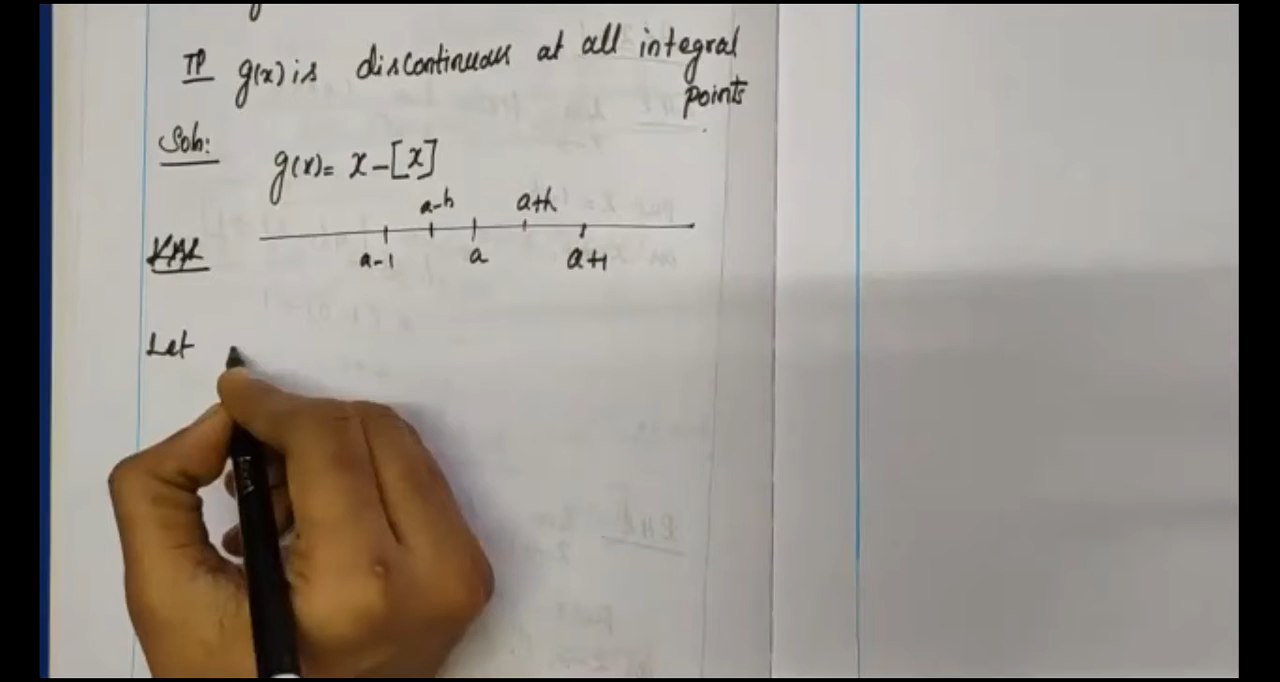 TP g(x) is discontinuous at all integral
points
Soln:
g(x)= x-[x]
a-h a+h
a-1 a a+1
Let